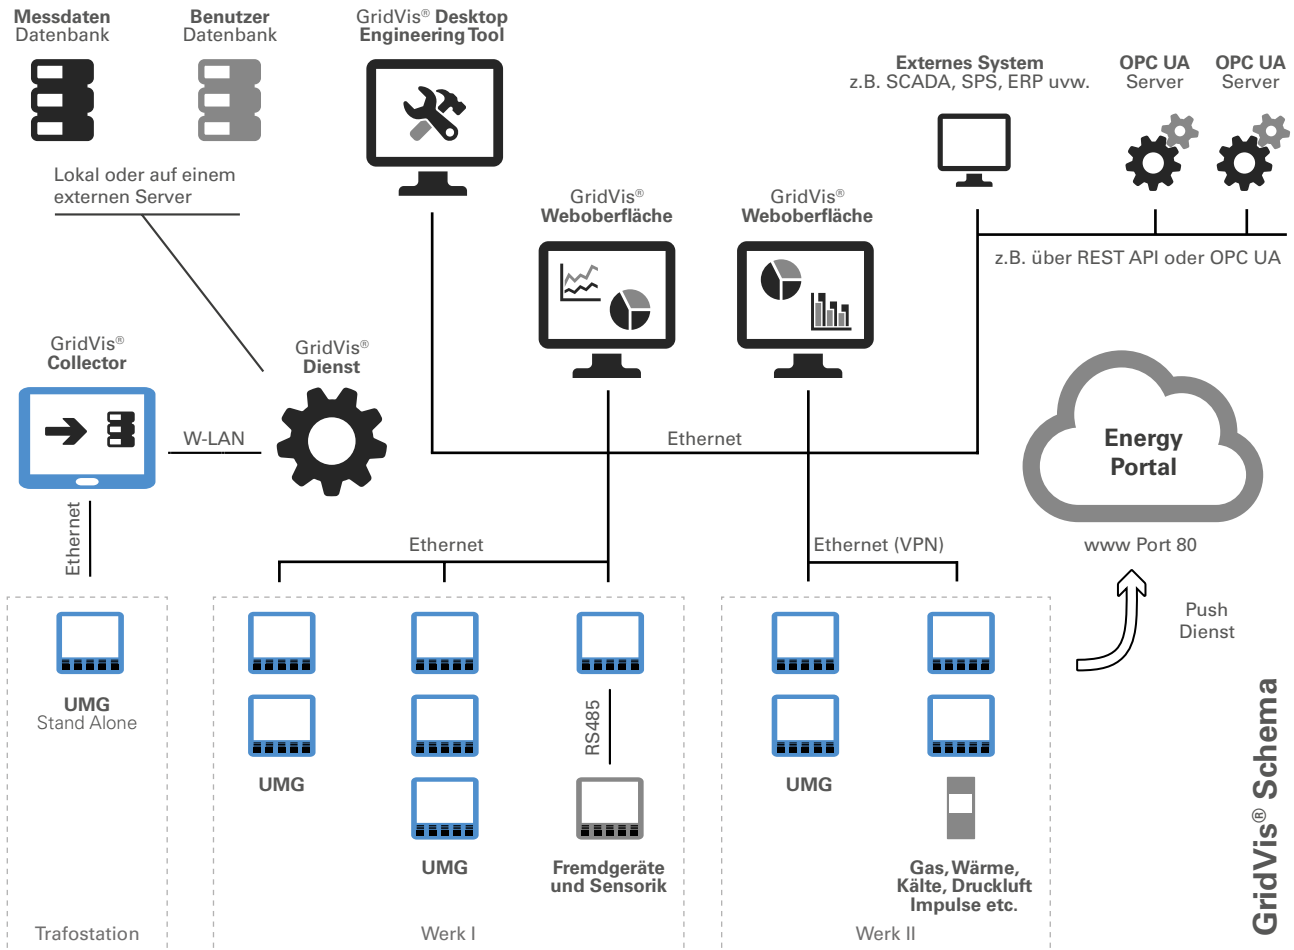 Messdaten
Datenbank
Benutzer
Datenbank
GridVis® Desktop
Engineering Tool
Externes System
z.B. SCADA, SPS, ERP uvw.
OPC UA
Server
OPC UA
Server
Lokal oder auf einem
externen Server
GridVis®
Weboberfläche
GridVis®
Weboberfläche
z.B. über REST API oder OPC UA
GridVis®
Collector
GridVis®
Dienst
W-LAN
Ethernet
Energy
Portal
Ethernet
Ethernet
Ethernet (VPN)
www Port 80
Push
Dienst
UMG
Stand Alone
RS485
UMG
UMG
UMG
Fremdgeräte
und Sensorik
Gas, Wärme,
Kälte, Druckluft
Impulse etc.
Trafostation
Werk I
Werk II
GridVis® Schema